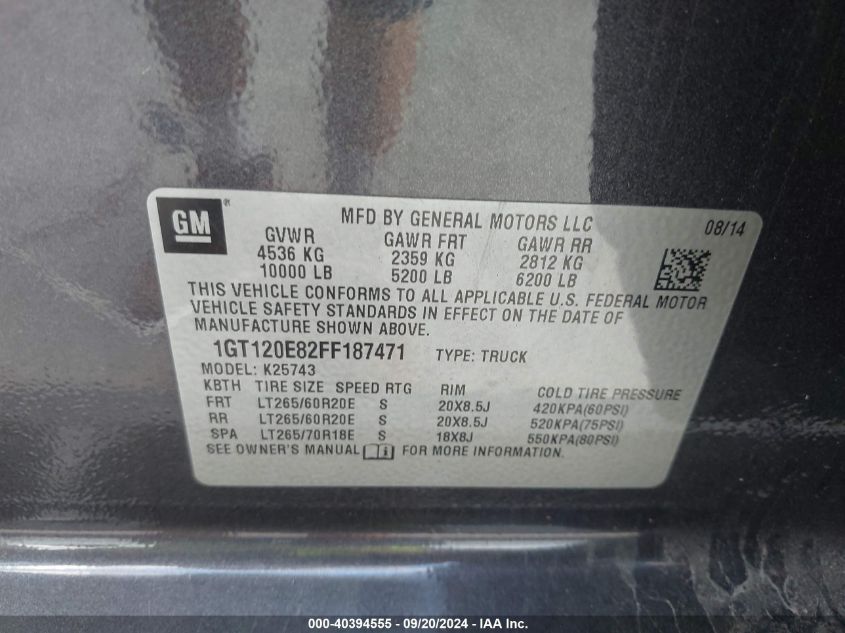 GM®
MFD BY GENERAL MOTORS LLC 08/14
GVWR GAWR FRT GAWR RR
4536 KG 2359 KG 2812 KG
10000 LB 5200 LB 6200 LB
THIS VEHICLE CONFORMS TO ALL APPLICABLE U.S. FEDERAL MOTOR
VEHICLE SAFETY STANDARDS IN EFFECT ON THE DATE OF
MANUFACTURE SHOWN ABOVE.
1GT120E82FF187471 TYPE: TRUCK
MODEL: K25743
KBTH TIRE SIZE SPEED RTG RIM COLD TIRE PRESSURE
FRT LT265/60R20E S 20X8.5J 420KPA(60PSI)
RR LT265/60R20E S 20X8.5J 520KPA(75PSI)
SPA LT265/70R18E S 18X8J 550KPA(80PSI)
SEE OWNER'S MANUAL FOR MORE INFORMATION.
000-40394555 - 09/20/2024 - IAA Inc.